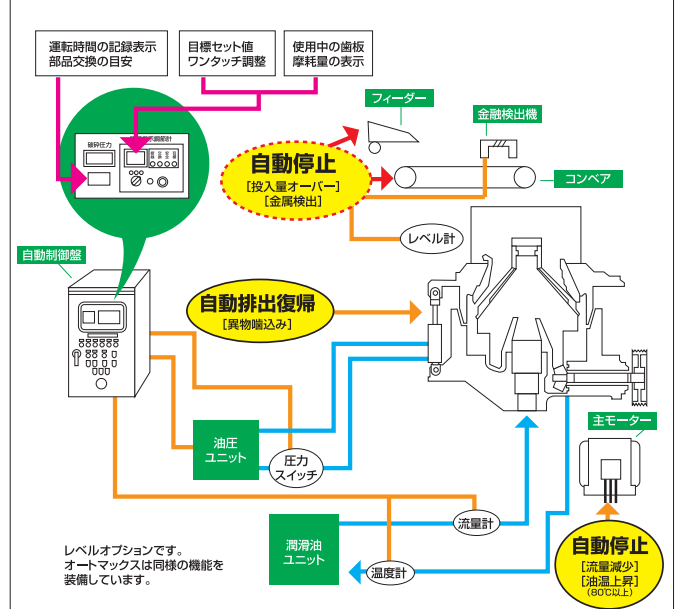 運転時間の記録表示
部品交換の目安
目標セット値
ワンタッチ調整
使用中の歯板
摩耗量の表示
フィーダー
金融検出機
破砕圧力
自動停止
[投入量オーバー]
[金属検出]
コンベア
レベル計
自動制御盤
自動排出復帰
[異物噛込み]
油圧
ユニット
圧力
スイッチ
主モーター
流量計
潤滑油
ユニット
温度計
自動停止
[流量減少]
[油温上昇]
(80℃以上)
レベルオプションです。
オートマックスは同様の機能を
装備しています。